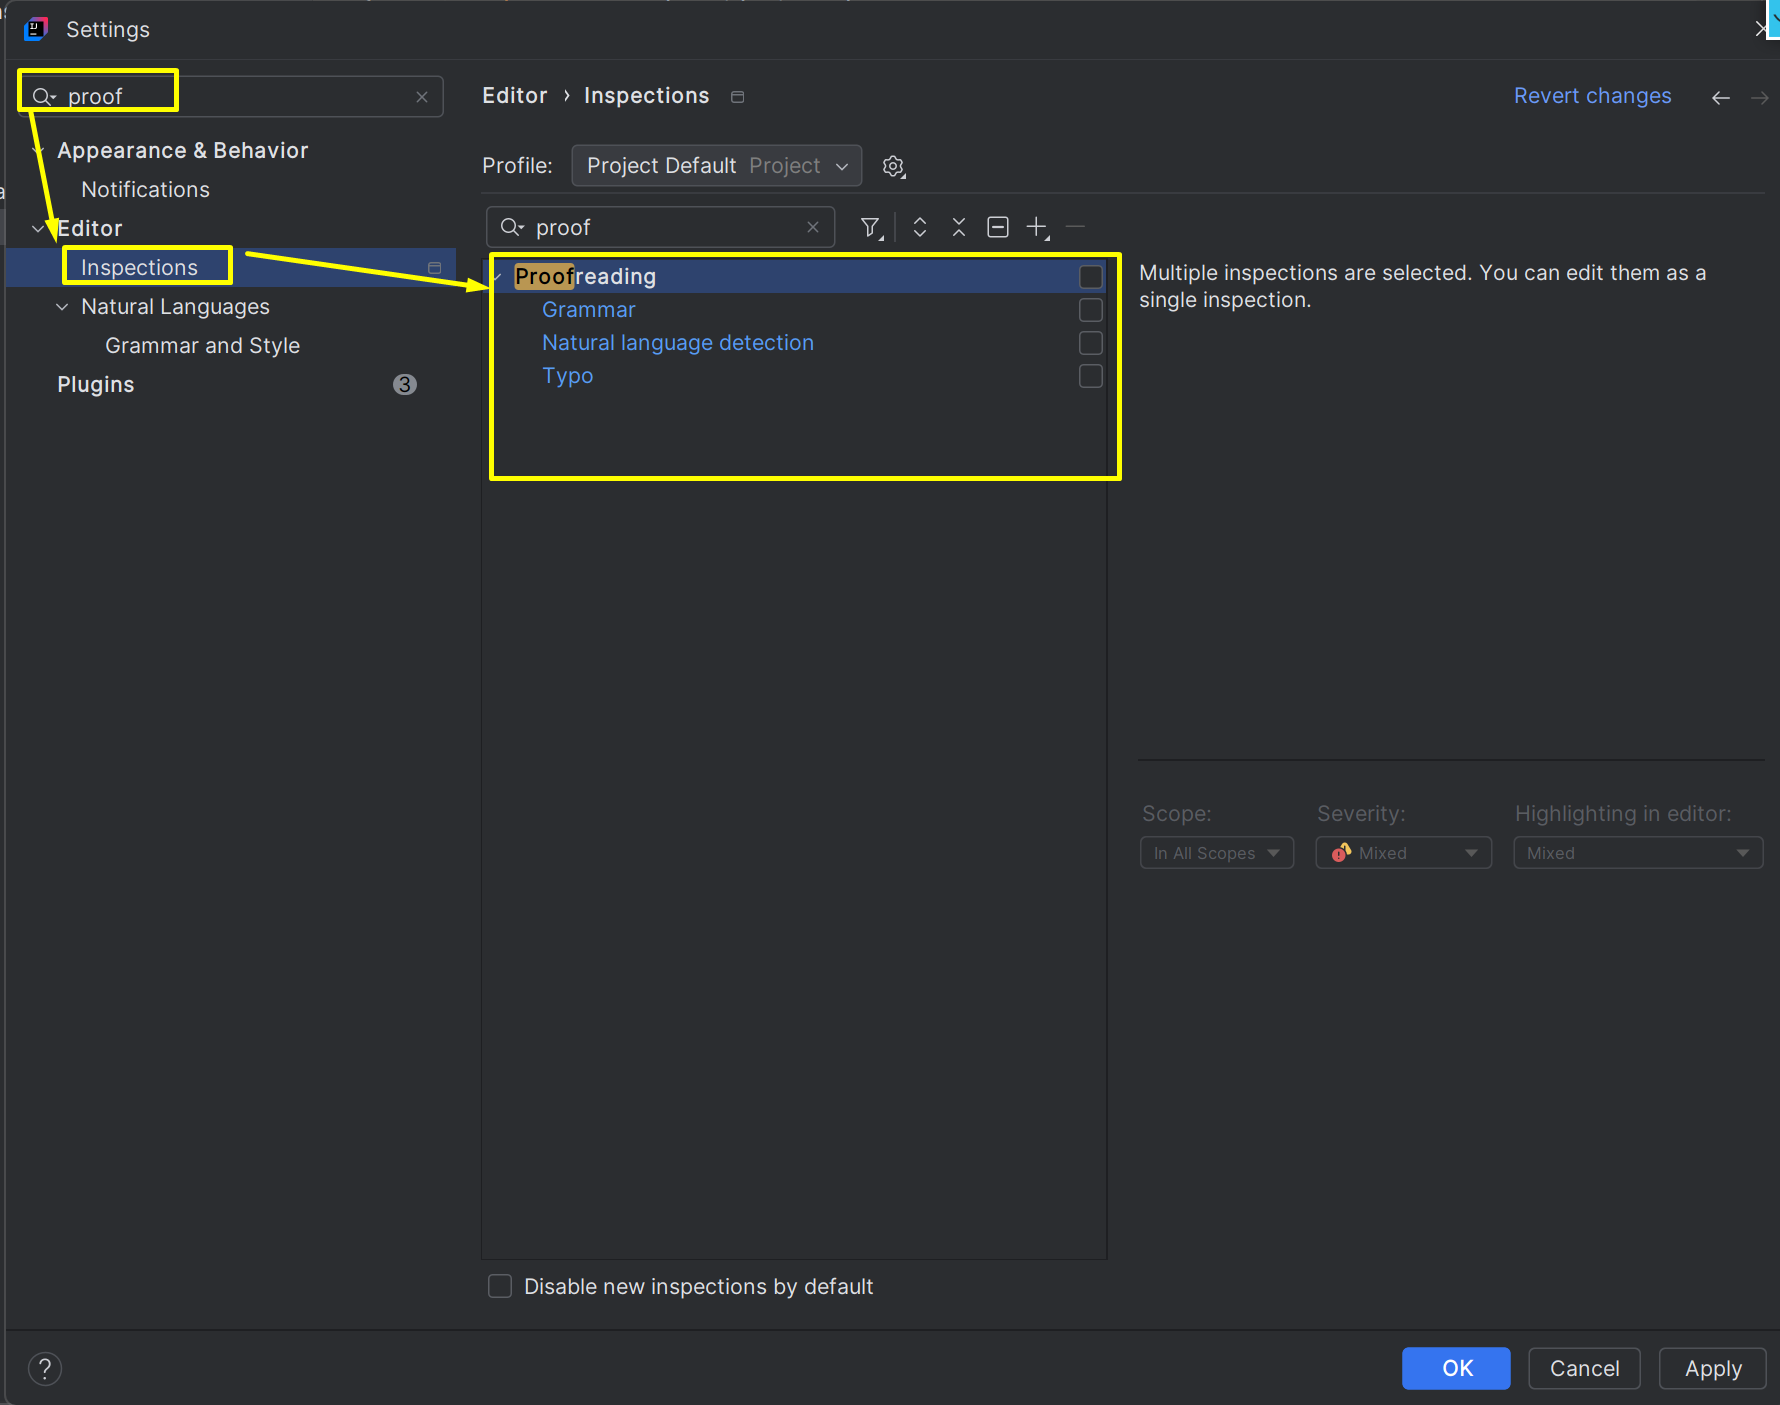 Settings
proof
Appearance & Behavior
Notifications
Editor
Inspections
Natural Languages
Grammar and Style
Plugins 3
Editor › Inspections
Revert changes
Profile: Project Default Project
proof
Proofreading
Grammar
Natural language detection
Typo
Multiple inspections are selected. You can edit them as a
single inspection.
Scope: Severity: Highlighting in editor:
In All Scopes Mixed Mixed
Disable new inspections by default
? OK Cancel Apply